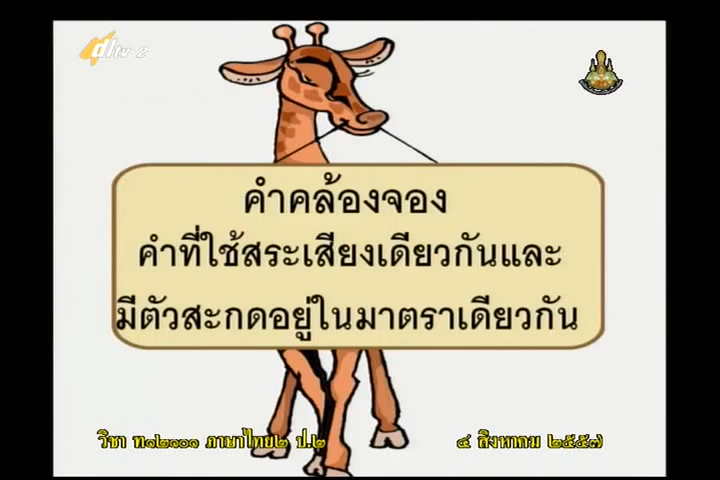 dltv 2
คำคล้องจอง
คำที่ใช้สระเสียงเดียวกันและ
มีตัวสะกดอยู่ในมาตราเดียวกัน
วิชา ท๑๒๑๐๑ ภาษาไทย๒ ป.๒
๔ สิงหาคม ๒๕๕๗